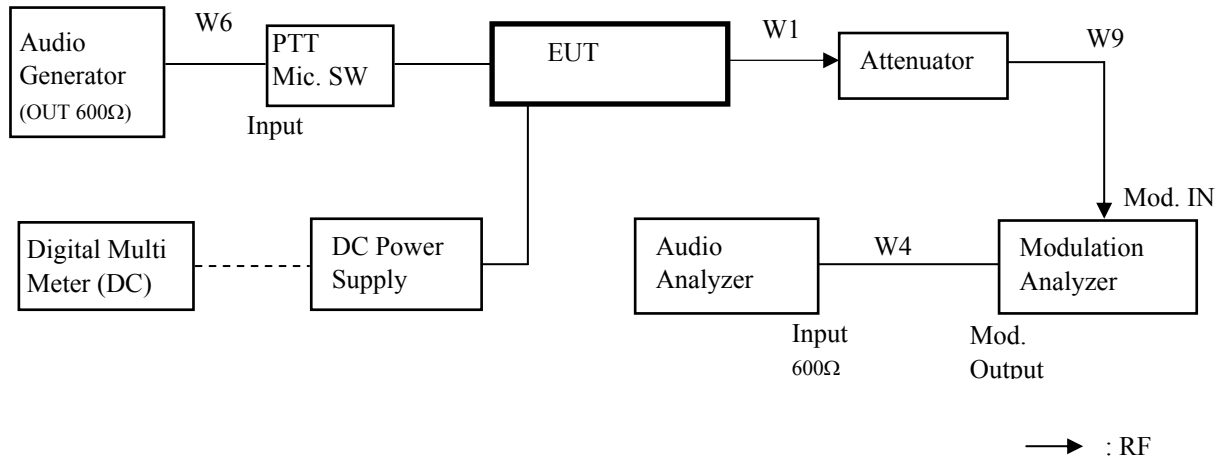 W6
Audio
Generator
(OUT 600Ω)
PTT
Mic. SW
Input
EUT
W1
Attenuator
W9
Mod. IN
Digital Multi
Meter (DC)
DC Power
Supply
Audio
Analyzer
W4
Modulation
Analyzer
Input
600Ω
Mod.
Output
: RF